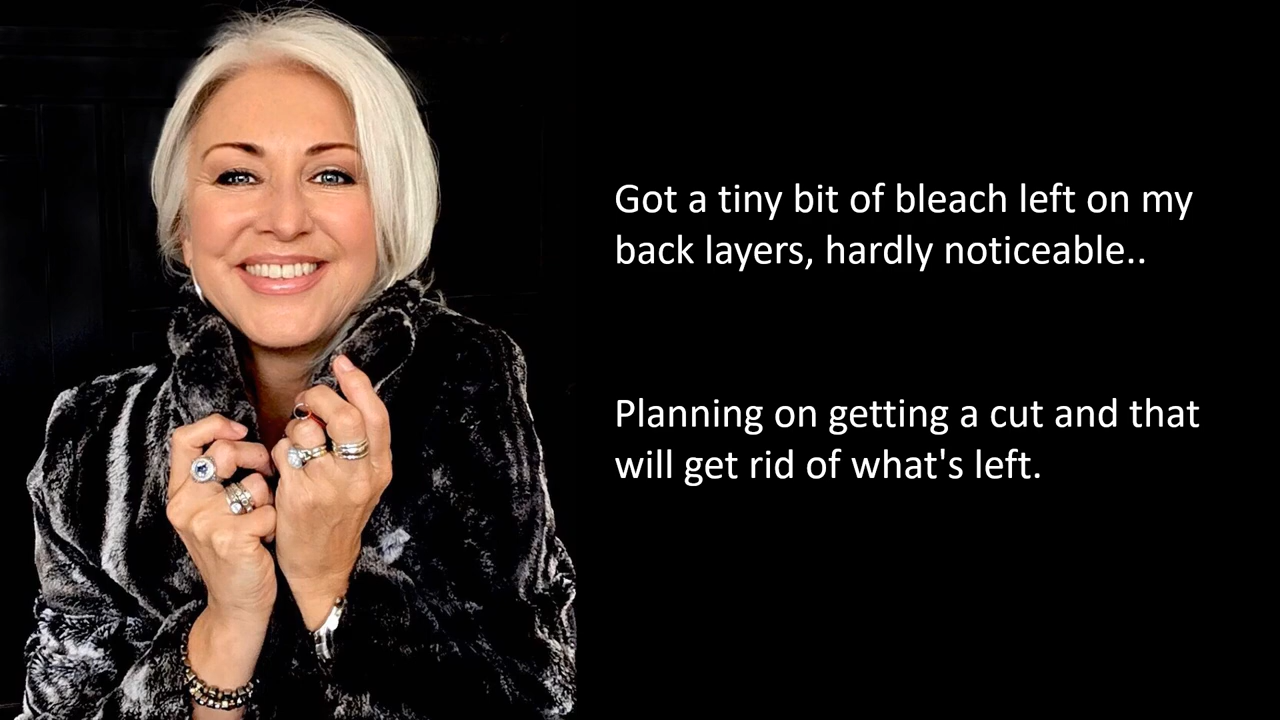 Got a tiny bit of bleach left on my
back layers, hardly noticeable..
Planning on getting a cut and that
will get rid of what's left.